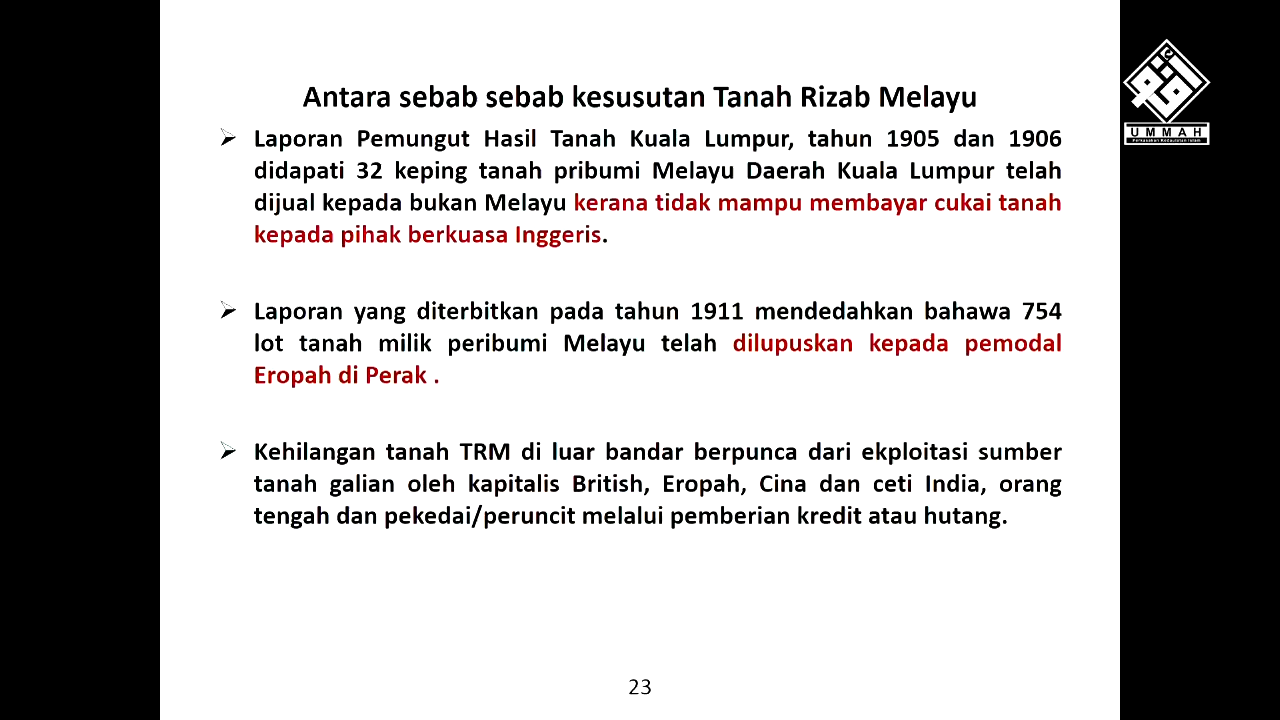 Antara sebab sebab kesusutan Tanah Rizab Melayu
Laporan Pemungut Hasil Tanah Kuala Lumpur, tahun 1905 dan 1906
didapati 32 keping tanah pribumi Melayu Daerah Kuala Lumpur telah
dijual kepada bukan Melayu kerana tidak mampu membayar cukai tanah
kepada pihak berkuasa Inggeris.
Laporan yang diterbitkan pada tahun 1911 mendedahkan bahawa 754
lot tanah milik peribumi Melayu telah dilupuskan kepada pemodal
Eropah di Perak .
Kehilangan tanah TRM di luar bandar berpunca dari ekploitasi sumber
tanah galian oleh kapitalis British, Eropah, Cina dan ceti India, orang
tengah dan pekedai/peruncit melalui pemberian kredit atau hutang.
23
UMMAH
Perkasakan Kedaulatan Islam